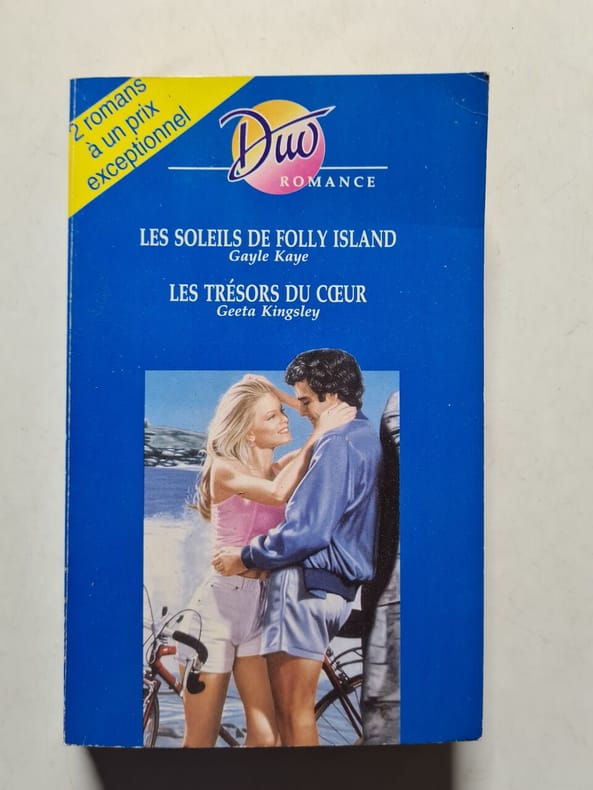 2 romans
à un prix
exceptionnel
Duo
ROMANCE
LES SOLEILS DE FOLLY ISLAND
Gayle Kaye
LES TRÉSORS DU CŒUR
Geeta Kingsley